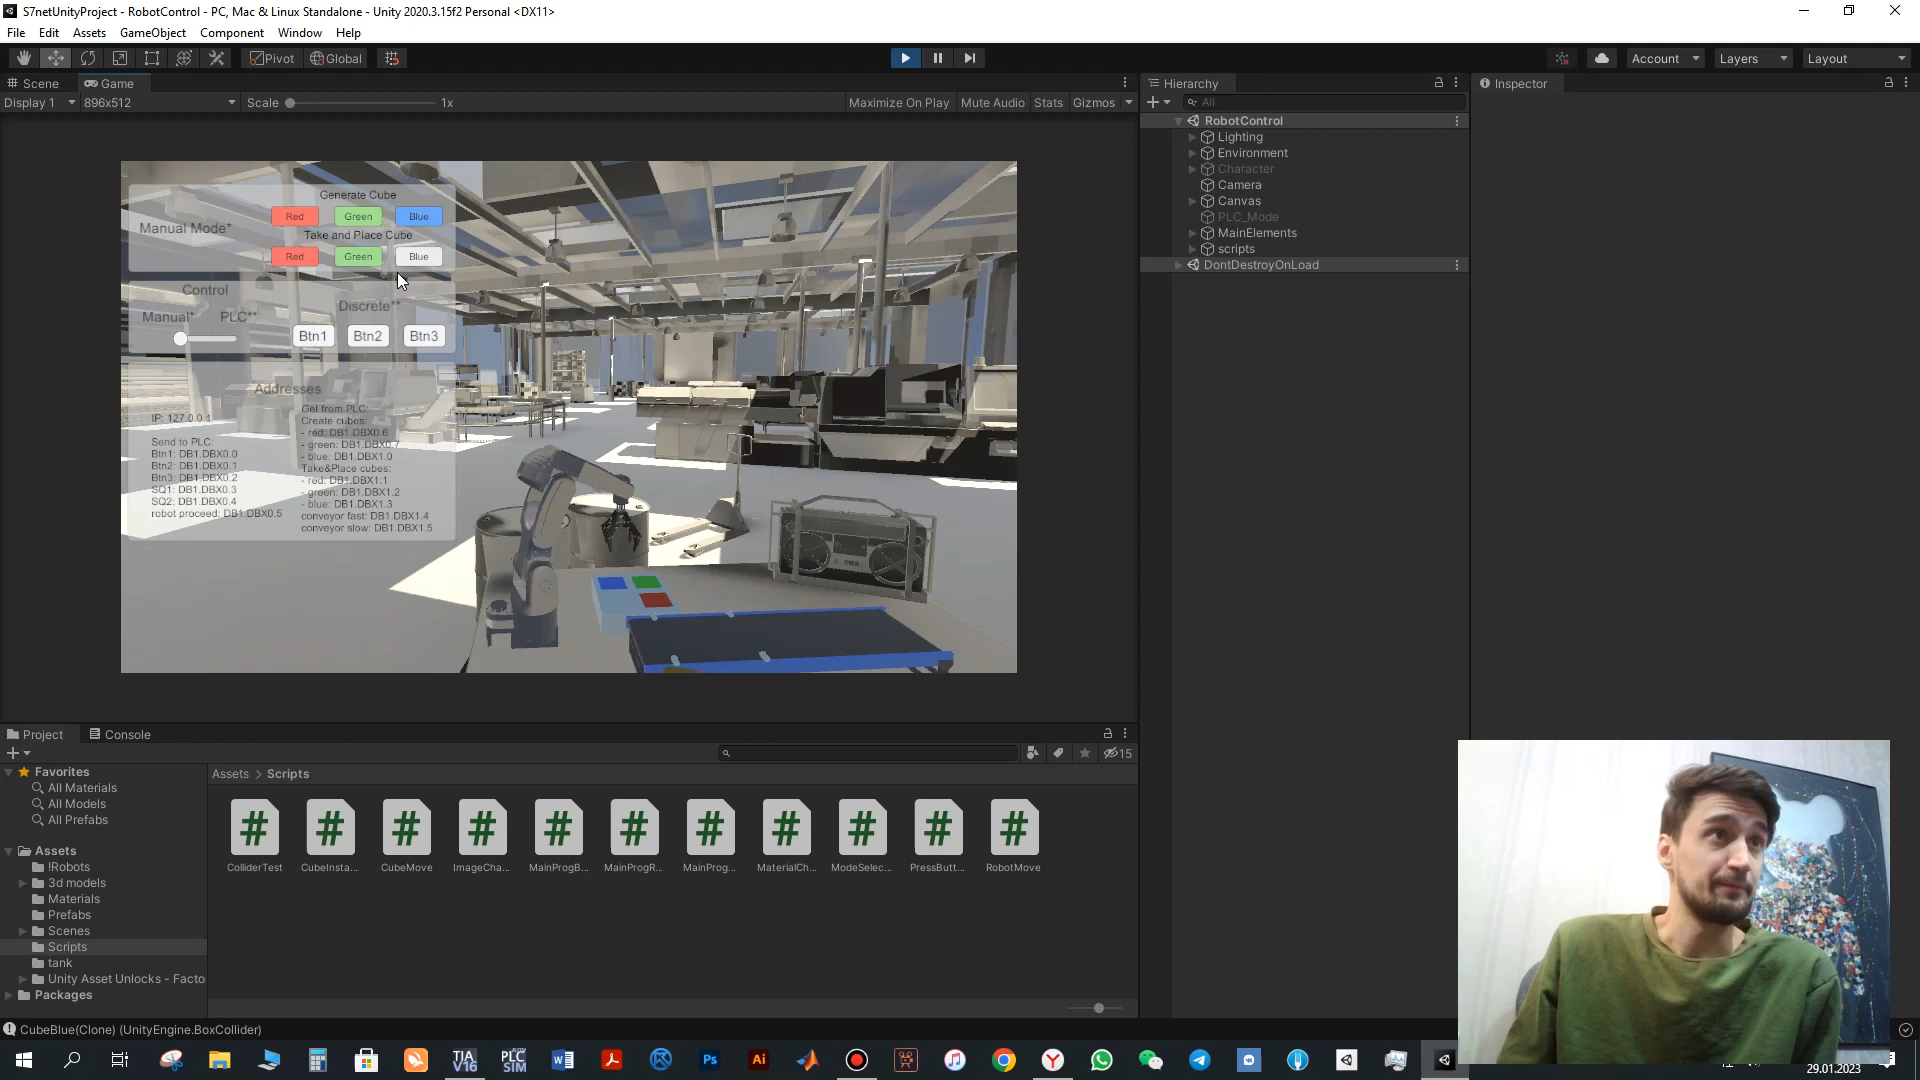 S7netUnityProject - RobotControl - PC, Mac & Linux Standalone - Unity 2020.3.15f2 Personal <DX11>
File Edit Assets GameObject Component Window Help
Pivot Global
Account Layers Layout
Scene Game
Display 1 896x512 Scale 1x Maximize On Play Mute Audio Stats Gizmos
Generate Cube
Red Green Blue
Manual Mode*
Take and Place Cube
Red Green Blue
Control
Manual* PLC**
Discrete**
Btn1 Btn2 Btn3
Addresses
IP: 127.0.0.1
Send to PLC:
Btn1: DB1.DBX0.0
Btn2: DB1.DBX0.1
Btn3: DB1.DBX0.2
SQ1: DB1.DBX0.3
SQ2: DB1.DBX0.4
robot proceed: DB1.DBX0.5
Get from PLC:
Create cubes:
- red: DB1.DBX0.6
- green: DB1.DBX0.7
- blue: DB1.DBX1.0
Take&Place cubes:
- red: DB1.DBX1.1
- green: DB1.DBX1.2
- blue: DB1.DBX1.3
conveyor fast: DB1.DBX1.4
conveyor slow: DB1.DBX1.5
Hierarchy
All
RobotControl
Lighting
Environment
Character
Camera
Canvas
PLC_Mode
MainElements
scripts
DontDestroyOnLoad
Inspector
Project Console
15
Favorites
All Materials
All Models
All Prefabs
Assets
!Robots
3d models
Materials
Prefabs
Scenes
Scripts
tank
Unity Asset Unlocks - Facto
Packages
Assets > Scripts
ColliderTest CubeInsta... CubeMove ImageCha... MainProgB... MainProgR... MainProg... MaterialCh... ModeSelec... PressButt... RobotMove
CubeBlue(Clone) (UnityEngine.BoxCollider)
TIA V16
PLC SIM
Ps
Ai
29.01.2023